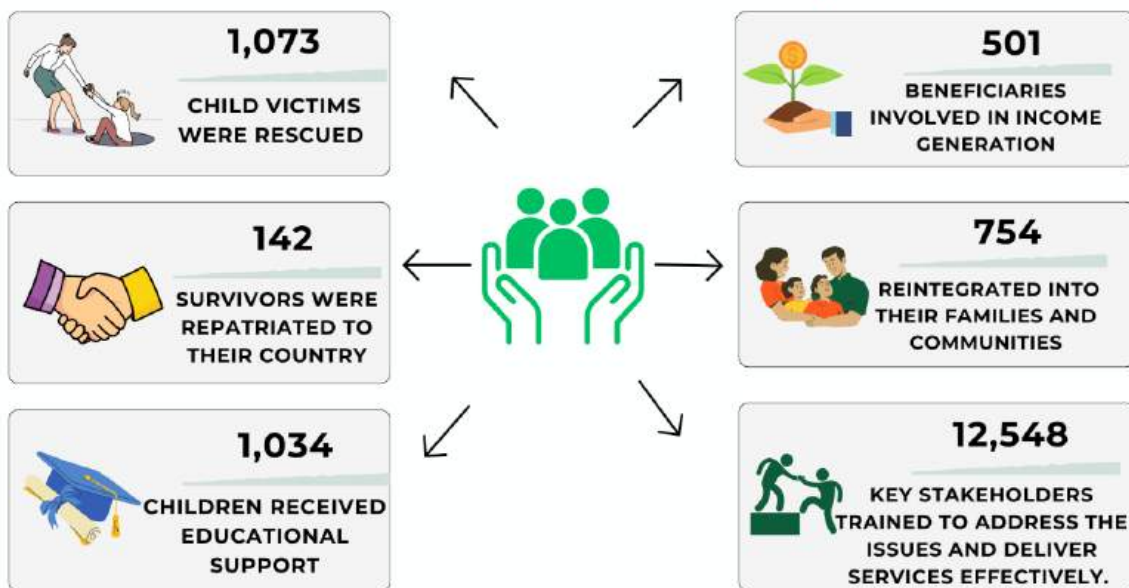 1,073
CHILD VICTIMS
WERE RESCUED
501
BENEFICIARIES
INVOLVED IN INCOME
GENERATION
142
SURVIVORS WERE
REPATRIATED TO
THEIR COUNTRY
754
REINTEGRATED INTO
THEIR FAMILIES AND
COMMUNITIES
1,034
CHILDREN RECEIVED
EDUCATIONAL
SUPPORT
12,548
KEY STAKEHOLDERS
TRAINED TO ADDRESS THE
ISSUES AND DELIVER
SERVICES EFFECTIVELY.